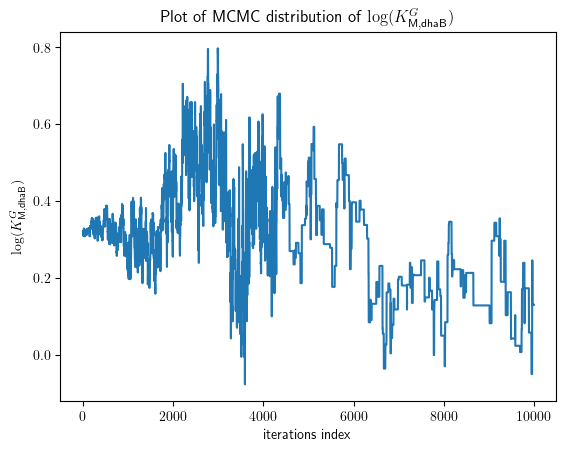 Plot of MCMC distribution of log(K^G_M,dhaB)
log(K^G_M,dhaB)
0.8
0.6
0.4
0.2
0.0
0 2000 4000 6000 8000 10000
iterations index